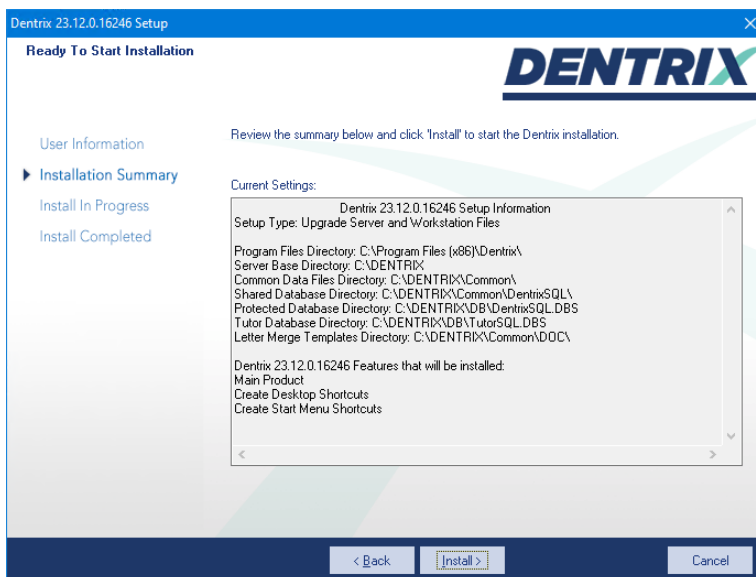 Dentrix 23.12.0.16246 Setup
Ready To Start Installation
DENTRIX
User Information
Installation Summary
Install In Progress
Install Completed
Review the summary below and click 'Install' to start the Dentrix installation.
Current Settings:
Dentrix 23.12.0.16246 Setup Information
Setup Type: Upgrade Server and Workstation Files
Program Files Directory: C:\Program Files (x86)\Dentrix\
Server Base Directory: C:\DENTRIX
Common Data Files Directory: C:\DENTRIX\Common\
Shared Database Directory: C:\DENTRIX\Common\DentrixSQL\
Protected Database Directory: C:\DENTRIX\DB\DentrixSQL.DBS
Tutor Database Directory: C:\DENTRIX\DB\TutorSQL.DBS
Letter Merge Templates Directory: C:\DENTRIX\Common\DOC\
Dentrix 23.12.0.16246 Features that will be installed:
Main Product
Create Desktop Shortcuts
Create Start Menu Shortcuts
< Back
Install >
Cancel